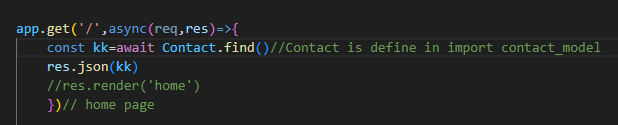 app.get('/',async(req,res)=>{
const kk=await Contact.find()//Contact is define in import contact_model
res.json(kk)
//res.render('home')
})// home page